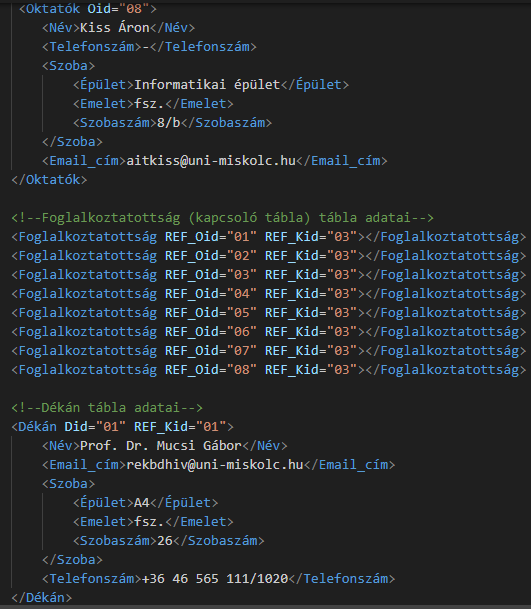 <Oktatók Oid="08">
<Név>Kiss Áron</Név>
<Telefonszám>-</Telefonszám>
<Szoba>
<Épület>Informatikai épület</Épület>
<Emelet>fsz.</Emelet>
<Szobaszám>8/b</Szobaszám>
</Szoba>
<Email_cím>aitkiss@uni-miskolc.hu</Email_cím>
</Oktatók>
<!--Foglalkoztatottság (kapcsoló tábla) tábla adatai-->
<Foglalkoztatottság REF_Oid="01" REF_Kid="03"></Foglalkoztatottság>
<Foglalkoztatottság REF_Oid="02" REF_Kid="03"></Foglalkoztatottság>
<Foglalkoztatottság REF_Oid="03" REF_Kid="03"></Foglalkoztatottság>
<Foglalkoztatottság REF_Oid="04" REF_Kid="03"></Foglalkoztatottság>
<Foglalkoztatottság REF_Oid="05" REF_Kid="03"></Foglalkoztatottság>
<Foglalkoztatottság REF_Oid="06" REF_Kid="03"></Foglalkoztatottság>
<Foglalkoztatottság REF_Oid="07" REF_Kid="03"></Foglalkoztatottság>
<Foglalkoztatottság REF_Oid="08" REF_Kid="03"></Foglalkoztatottság>
<!--Dékán tábla adatai-->
<Dékán Did="01" REF_Kid="01">
<Név>Prof. Dr. Mucsi Gábor</Név>
<Email_cím>rekbdhiv@uni-miskolc.hu</Email_cím>
<Szoba>
<Épület>A4</Épület>
<Emelet>fsz.</Emelet>
<Szobaszám>26</Szobaszám>
</Szoba>
<Telefonszám>+36 46 565 111/1020</Telefonszám>
</Dékán>